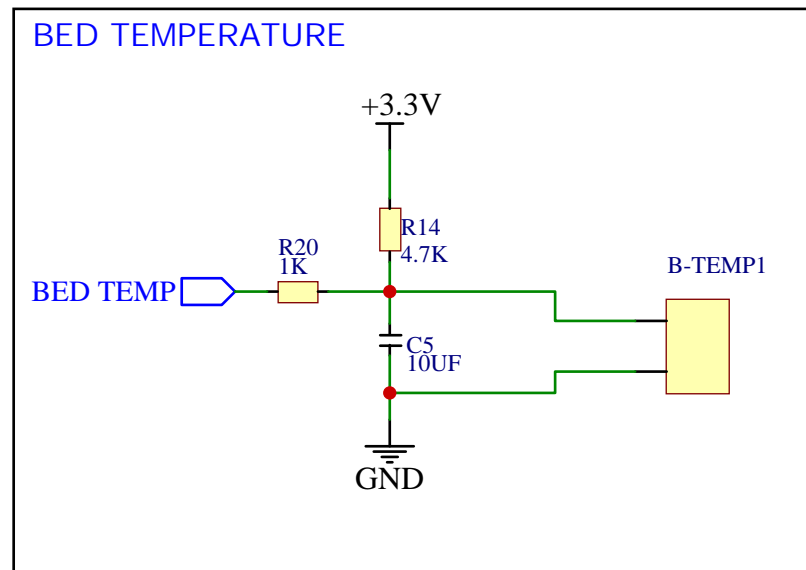 BED TEMPERATURE
+3.3V
R14
4.7K
R20
1K
B-TEMP1
BED TEMP
C5
10UF
GND